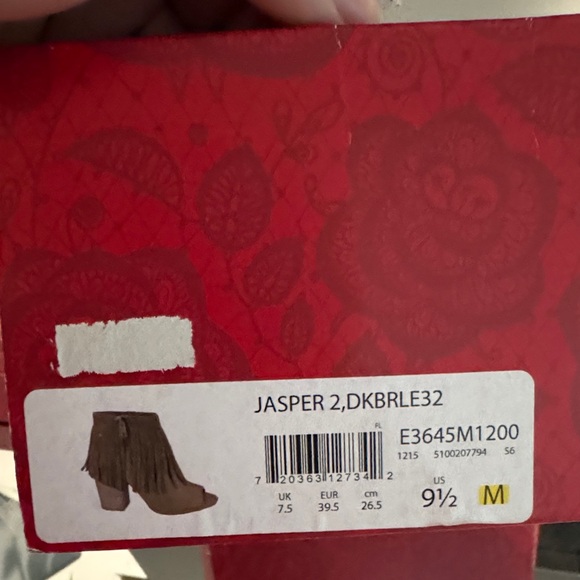 JASPER 2,DKBRLE32
FL
E3645M1200
1215 5100207794 S6
7 20363 12734 2
UK EUR cm US
7.5 39.5 26.5 9½ M